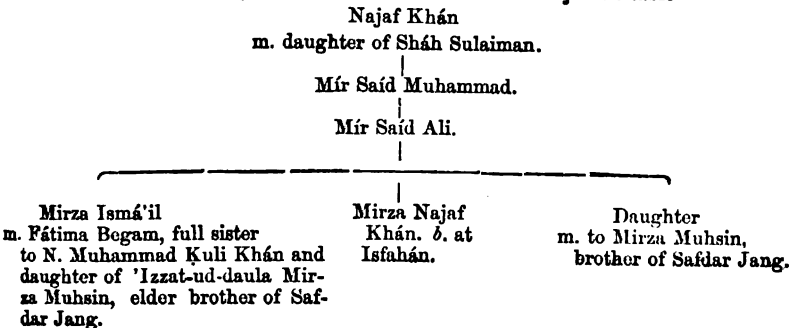 Najaf Khán
m. daughter of Sháh Sulaiman.
Mír Saíd Muhammad.
Mír Saíd Ali.
Mirza Ismá'il
m. Fátima Begam, full sister
to N. Muhammad Ḳuli Khán and
daughter of 'Izzat-ud-daula Mir-
za Muhsin, elder brother of Saf-
dar Jang.
Mirza Najaf
Khán. b. at
Isfahán.
Daughter
m. to Mirza Muhsin,
brother of Safdar Jang.